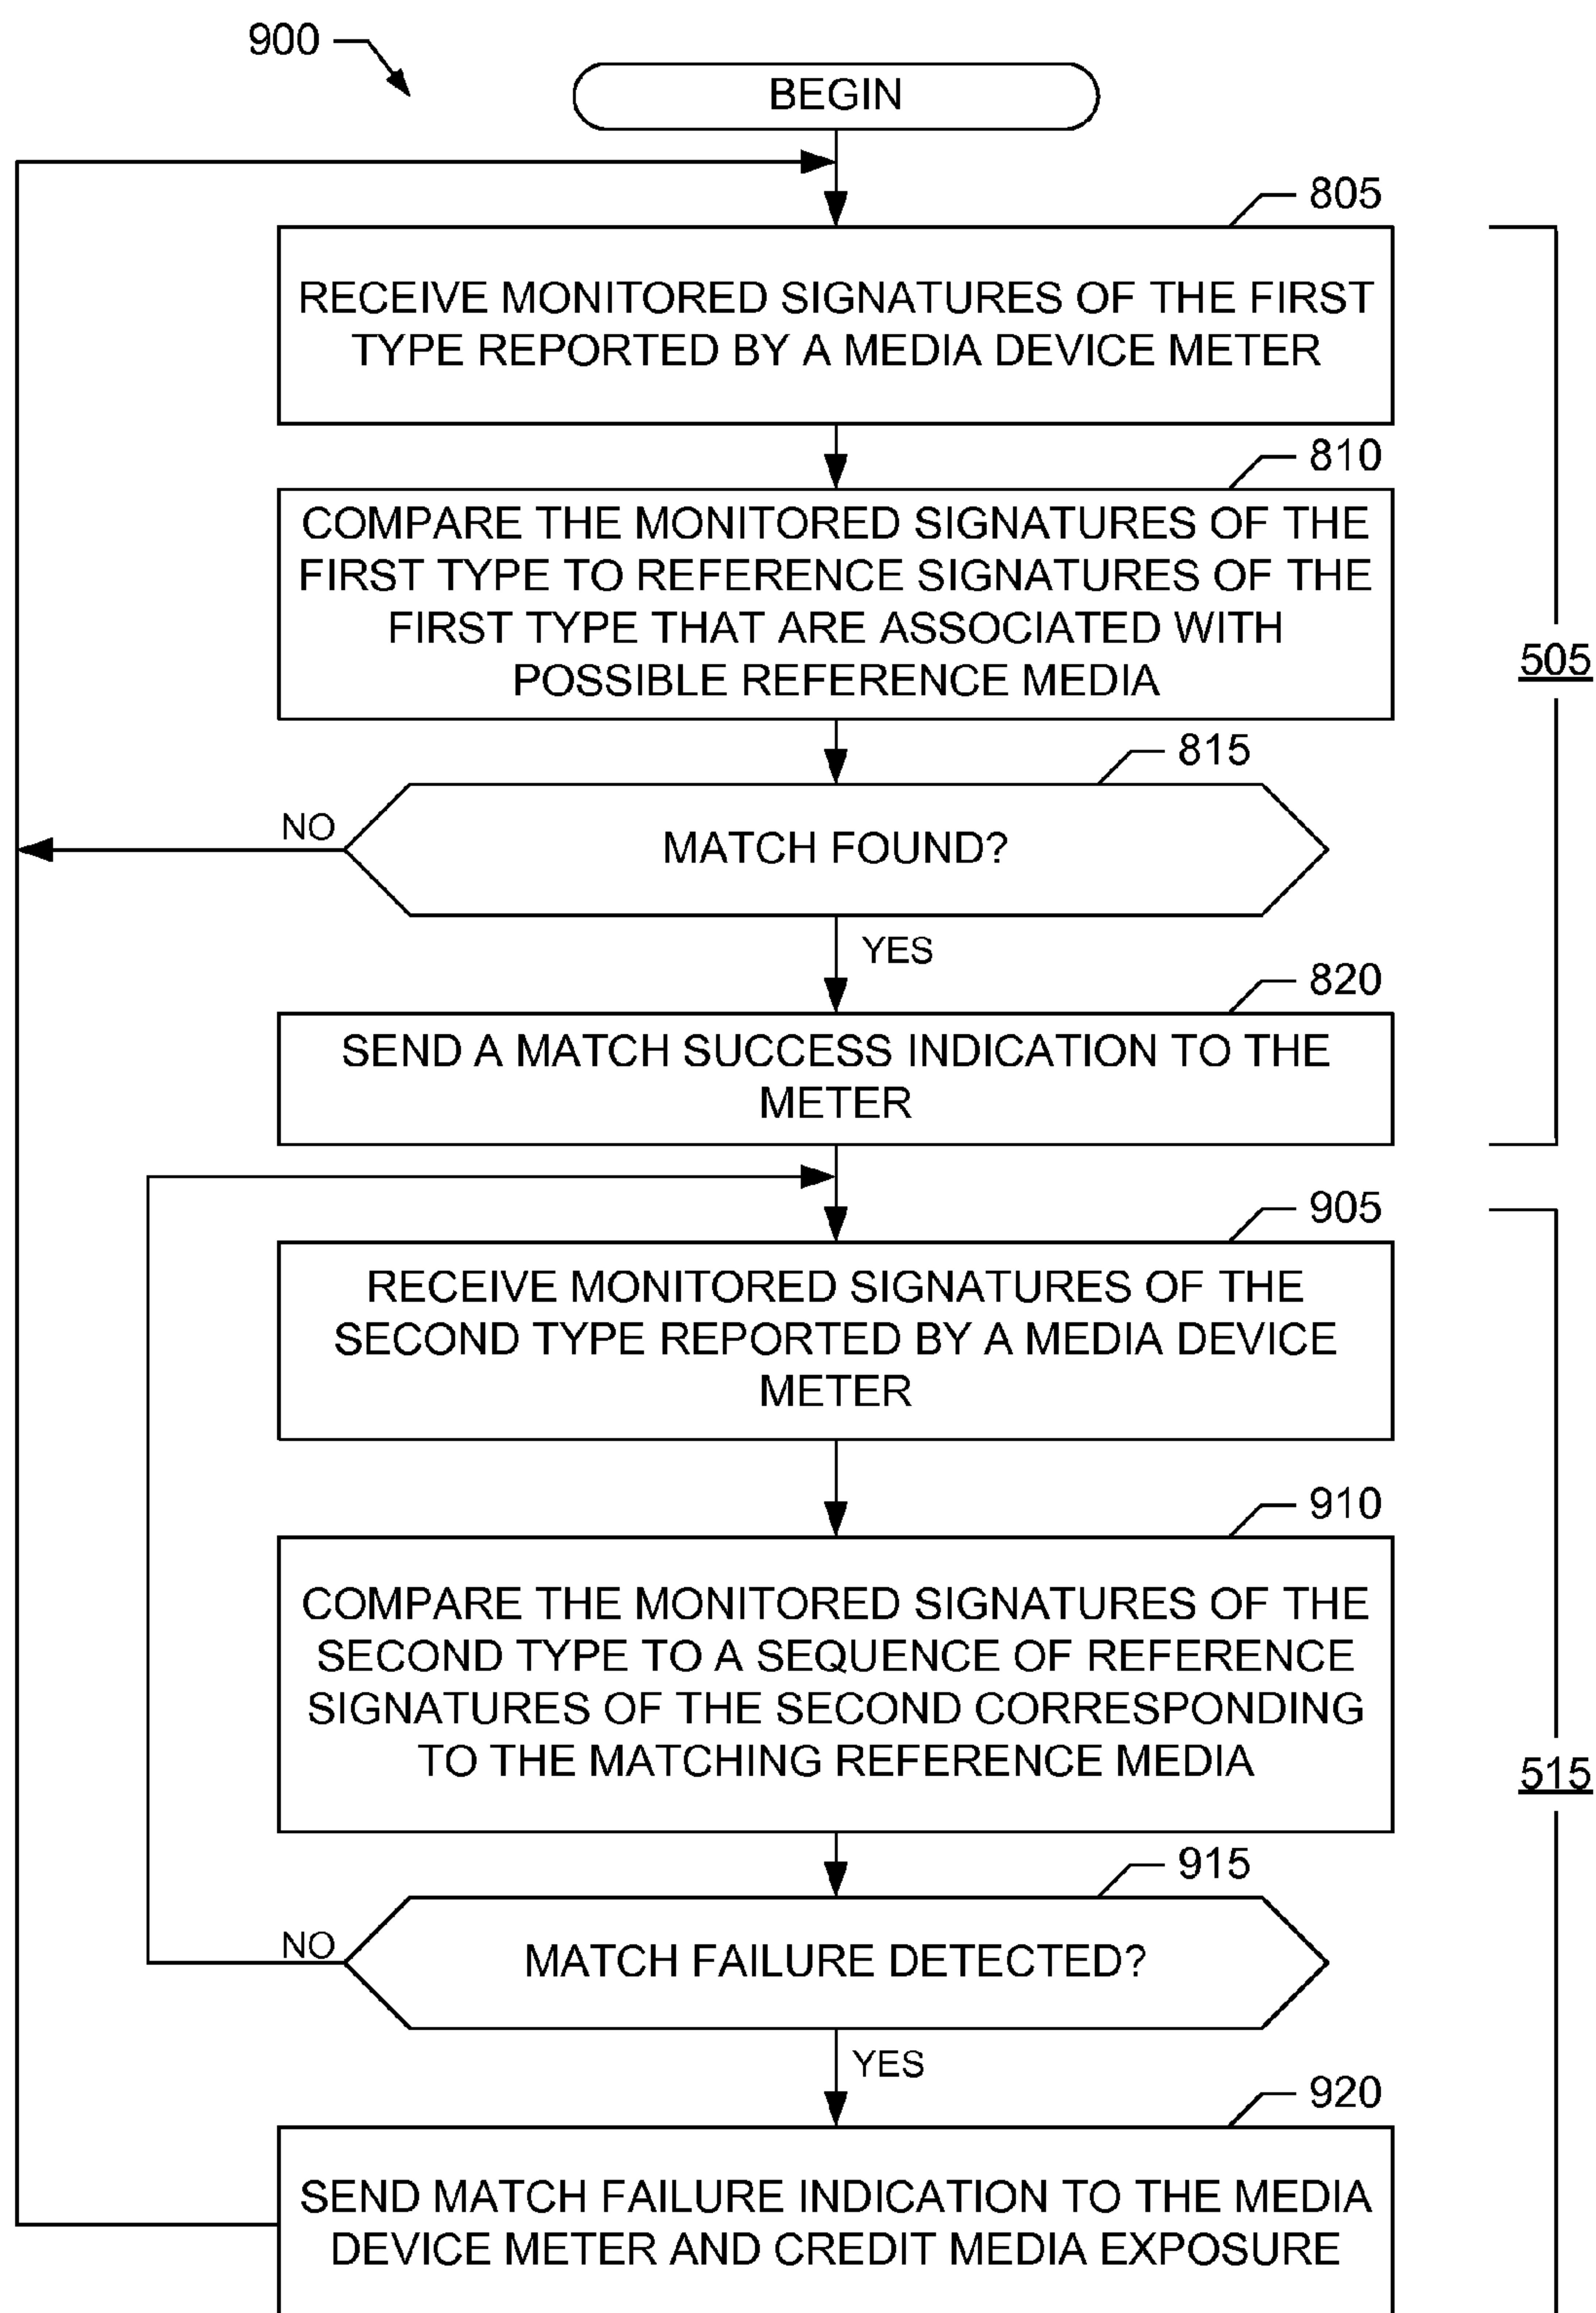 900
BEGIN
805
RECEIVE MONITORED SIGNATURES OF THE FIRST
TYPE REPORTED BY A MEDIA DEVICE METER
810
COMPARE THE MONITORED SIGNATURES OF THE
FIRST TYPE TO REFERENCE SIGNATURES OF THE
FIRST TYPE THAT ARE ASSOCIATED WITH
POSSIBLE REFERENCE MEDIA
505
815
NO
MATCH FOUND?
YES
820
SEND A MATCH SUCCESS INDICATION TO THE
METER
905
RECEIVE MONITORED SIGNATURES OF THE
SECOND TYPE REPORTED BY A MEDIA DEVICE
METER
910
COMPARE THE MONITORED SIGNATURES OF THE
SECOND TYPE TO A SEQUENCE OF REFERENCE
SIGNATURES OF THE SECOND CORRESPONDING
TO THE MATCHING REFERENCE MEDIA
515
915
NO
MATCH FAILURE DETECTED?
YES
920
SEND MATCH FAILURE INDICATION TO THE MEDIA
DEVICE METER AND CREDIT MEDIA EXPOSURE